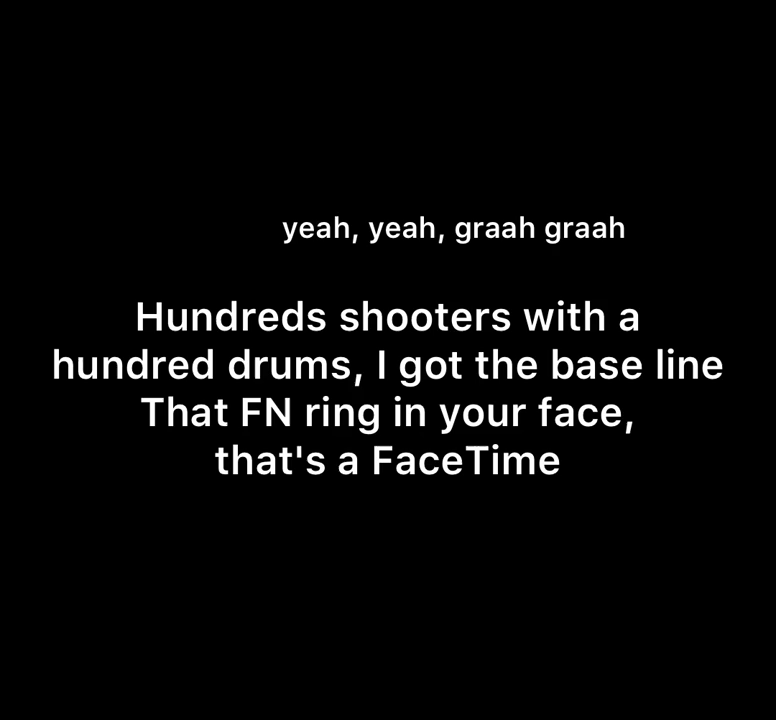 yeah, yeah, graah graah
Hundreds shooters with a
hundred drums, I got the base line
That FN ring in your face,
that's a FaceTime